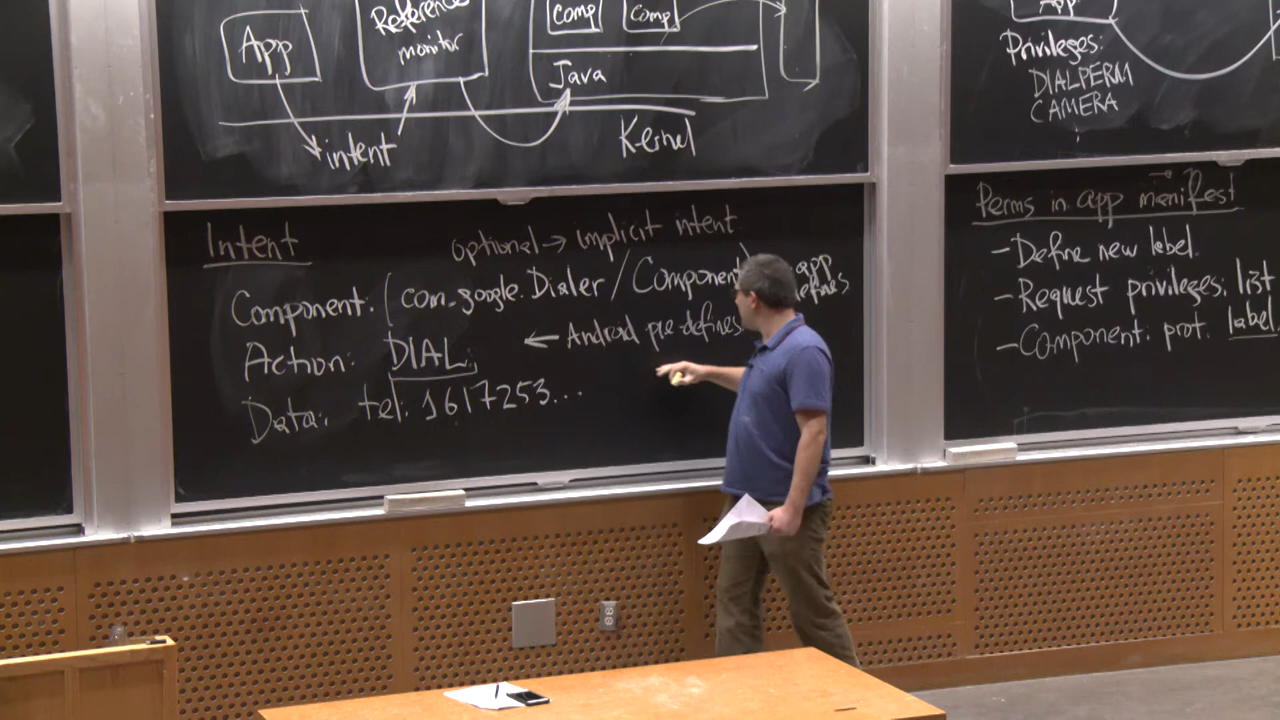 App
Reference
monitor
Comp
Comp
Java
intent
Kernel
App
Privileges:
DIALPERM
CAMERA
Intent
optional → implicit intent
Component: (com.google.Dialer/Component) app
defines
Action: DIAL
← Android pre-defines
Data: tel: 1617253...
Perms in app manifest
- Define new label.
- Request privileges: list
- Component: prot. label